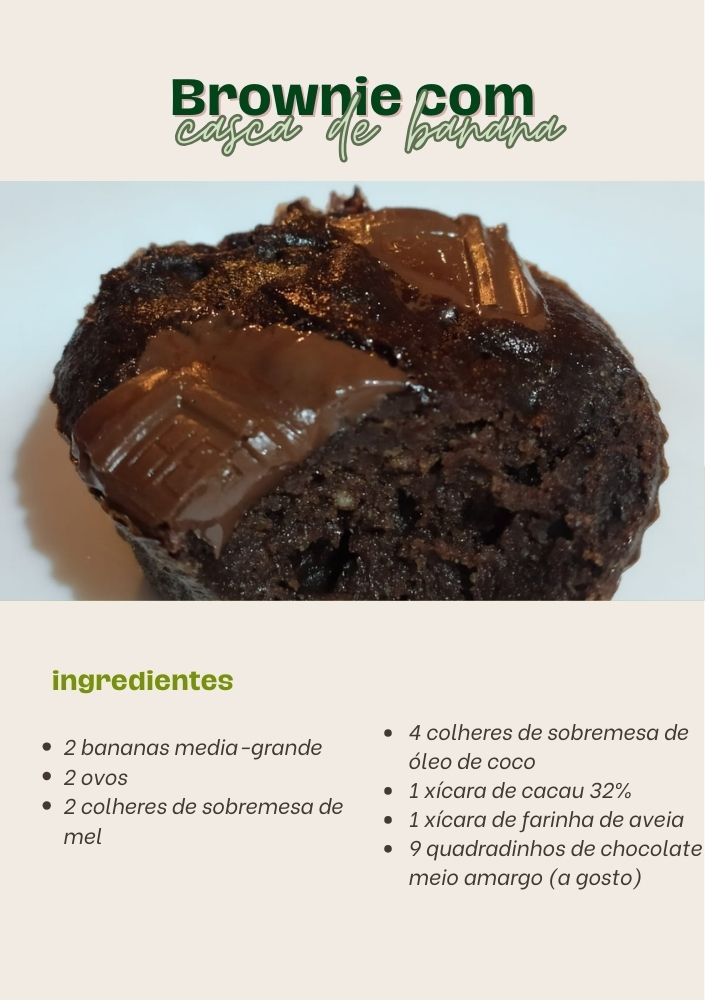 Brownie com
casca de banana
ingredientes
2 bananas media-grande
2 ovos
2 colheres de sobremesa de
mel
4 colheres de sobremesa de
óleo de coco
1 xícara de cacau 32%
1 xícara de farinha de aveia
9 quadradinhos de chocolate
meio amargo (a gosto)